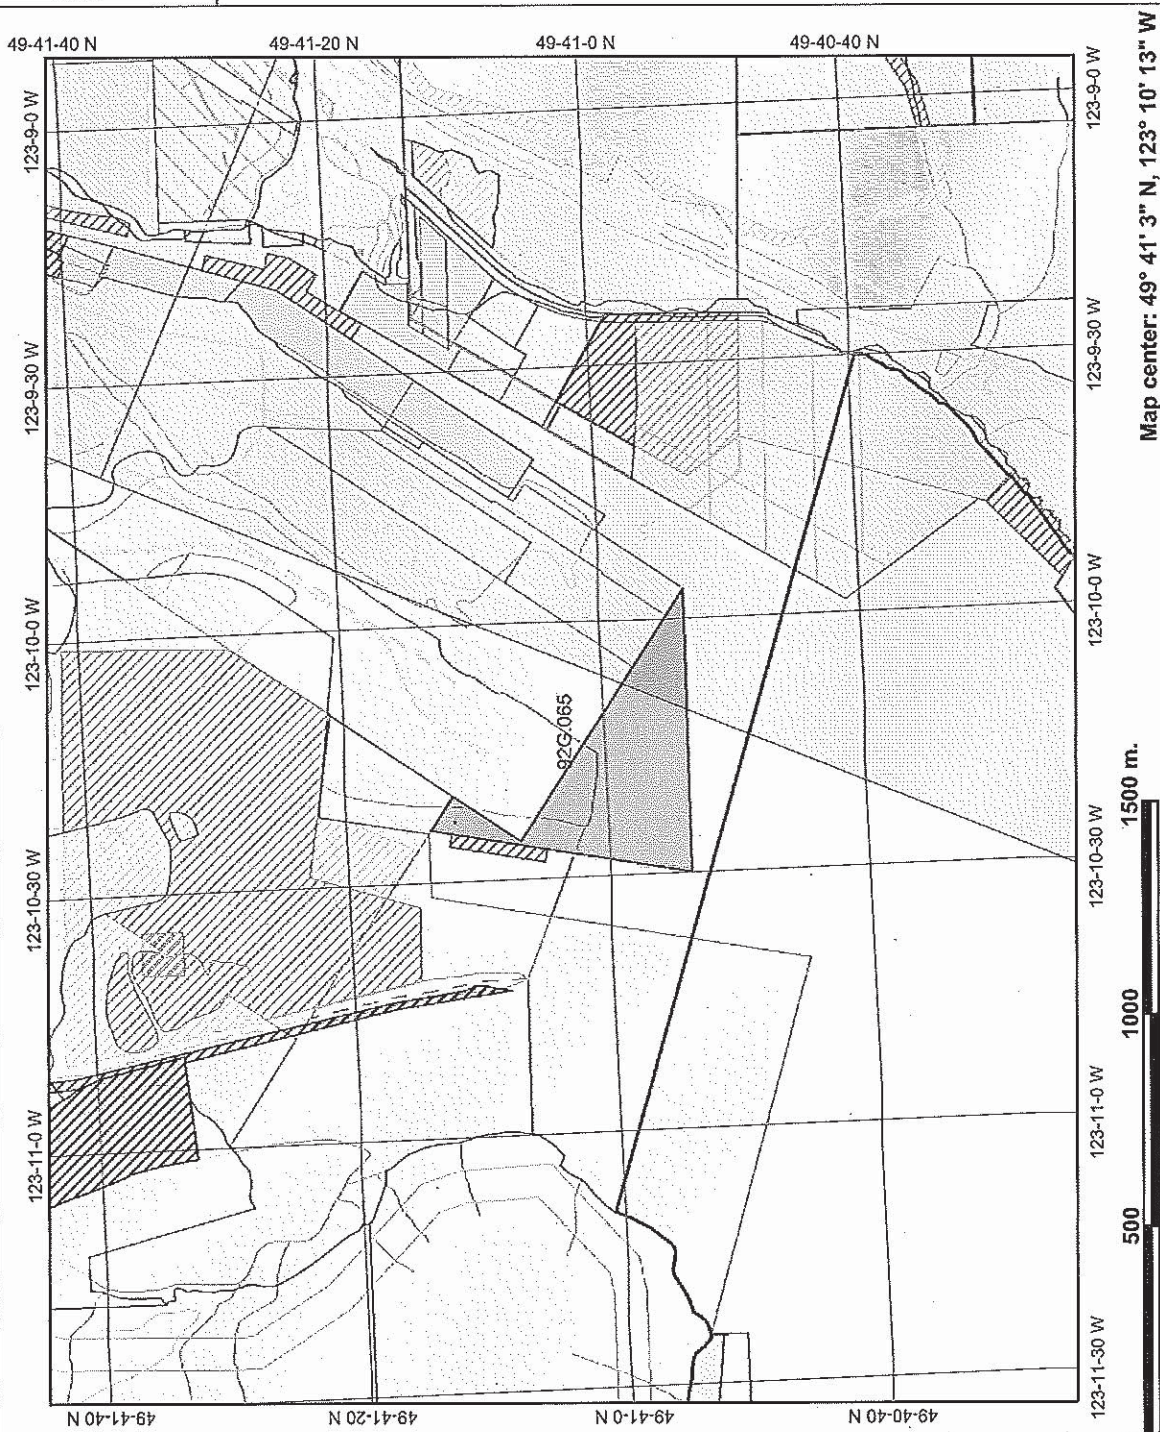 49-41-40 N
49-41-20 N
49-41-0 N
49-40-40 N
123-9-0 W
123-9-30 W
123-10-0 W
123-10-30 W
123-11-0 W
92G.065
123-9-0 W
123-9-30 W
123-10-0 W
123-10-30 W
123-11-0 W
123-11-30 W
49-41-40 N
49-41-20 N
49-41-0 N
49-40-40 N
500
1000
1500 m.
Map center: 49° 41' 3" N, 123° 10' 13" W